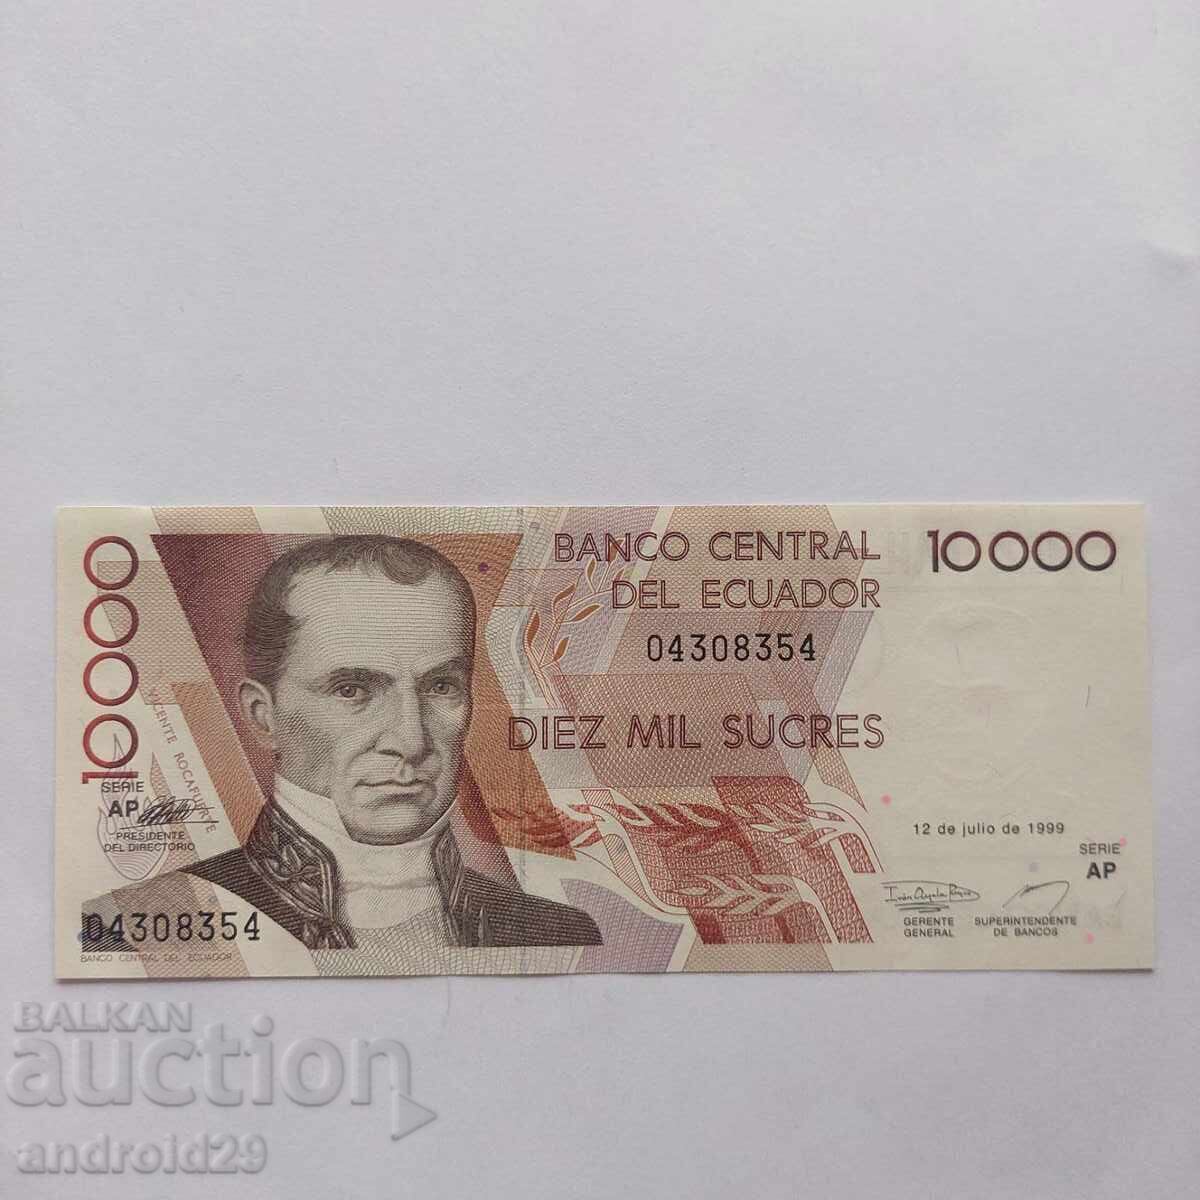 10000
BANCO CENTRAL
DEL ECUADOR
10000
04308354
DIEZ MIL SUCRES
VICENTE ROCAFUERTE
SERIE
AP
PRESIDENTE
DEL DIRECTORIO
12 de julio de 1999
SERIE
AP
GERENTE
GENERAL
SUPERINTENDENTE
DE BANCOS
04308354
BANCO CENTRAL DEL ECUADOR
BALKAN
auction
android29